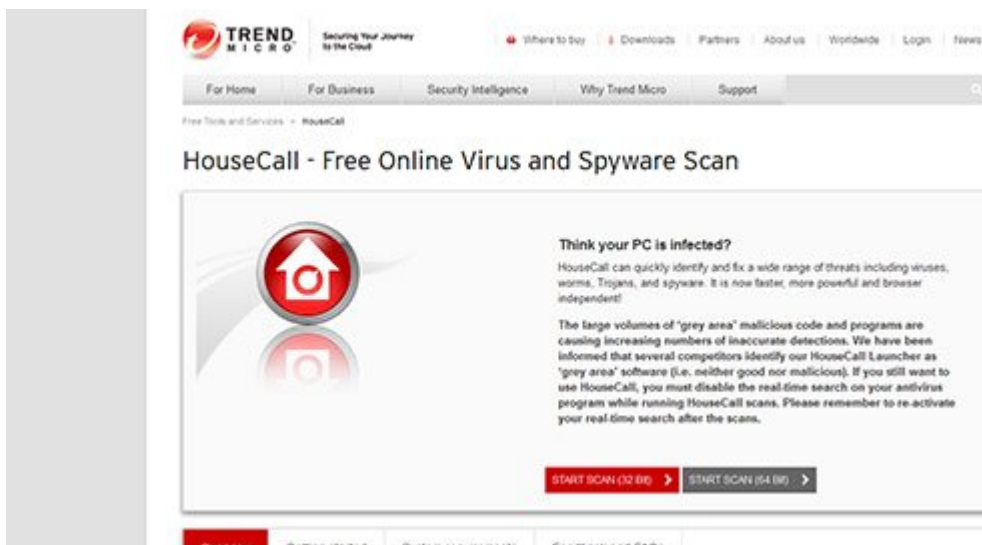 TREND
MICRO
Securing Your Journey
to the Cloud
Where to buy
Downloads
Partners
About us
Worldwide
Login
News
For Home
For Business
Security Intelligence
Why Trend Micro
Support
Free Tools and Services
HouseCall
HouseCall - Free Online Virus and Spyware Scan
Think your PC is infected?
HouseCall can quickly identify and fix a wide range of threats including viruses,
worms, Trojans, and spyware. It is now faster, more powerful and browser
independent!
The large volumes of 'grey area' malicious code and programs are
causing increasing numbers of inaccurate detections. We have been
informed that several competitors identify our HouseCall Launcher as
'grey area' software (i.e. neither good nor malicious). If you still want to
use HouseCall, you must disable the real-time search on your antivirus
program while running HouseCall scans. Please remember to re-activate
your real-time search after the scans.
START SCAN (32 Bit)
START SCAN (64 Bit)